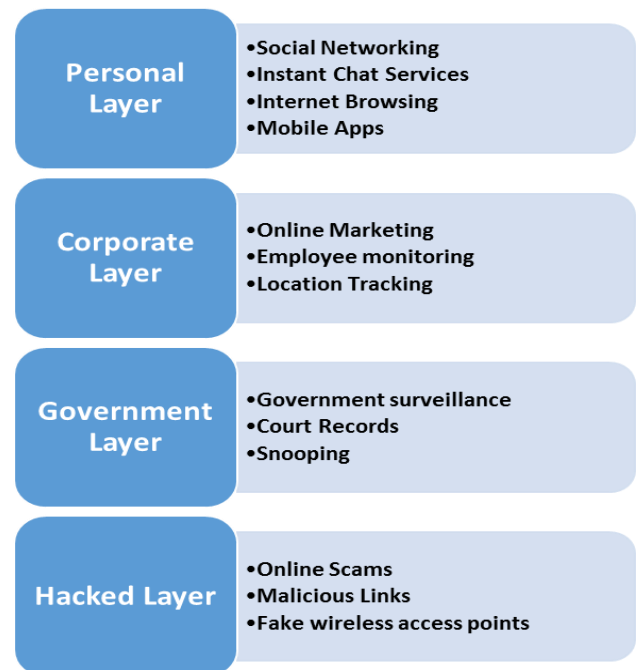 Personal
Layer
•Social Networking
•Instant Chat Services
•Internet Browsing
•Mobile Apps
Corporate
Layer
•Online Marketing
•Employee monitoring
•Location Tracking
Government
Layer
•Government surveillance
•Court Records
•Snooping
Hacked Layer
•Online Scams
•Malicious Links
•Fake wireless access points